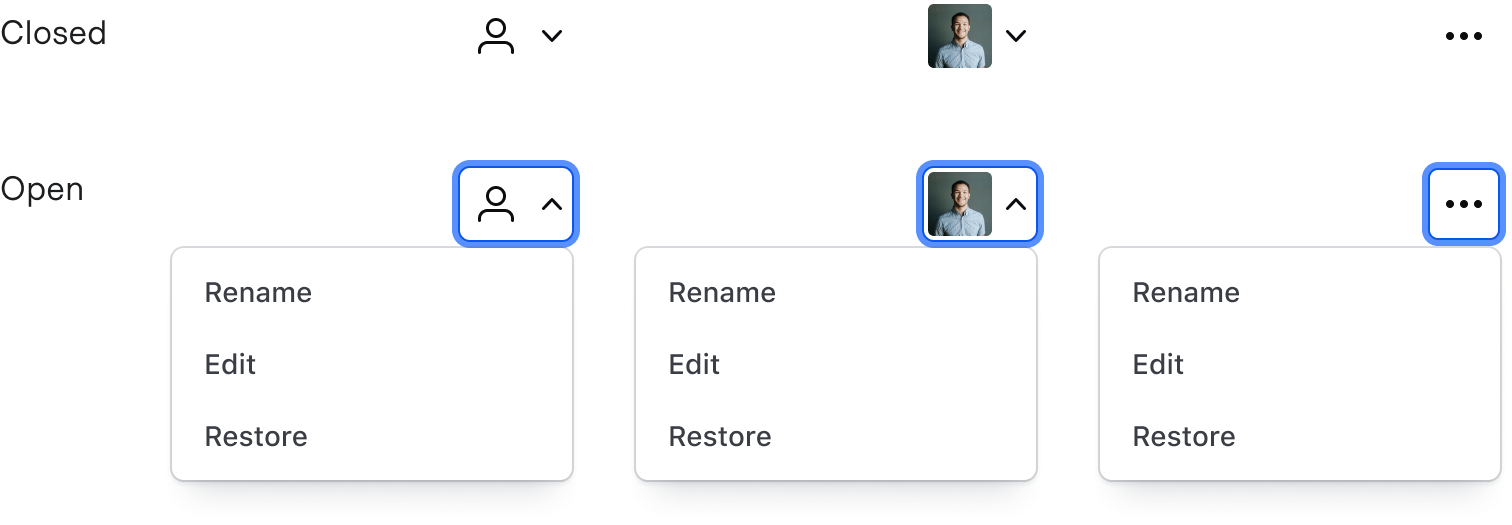 Closed
Open
Rename
Edit
Restore
Rename
Edit
Restore
Rename
Edit
Restore